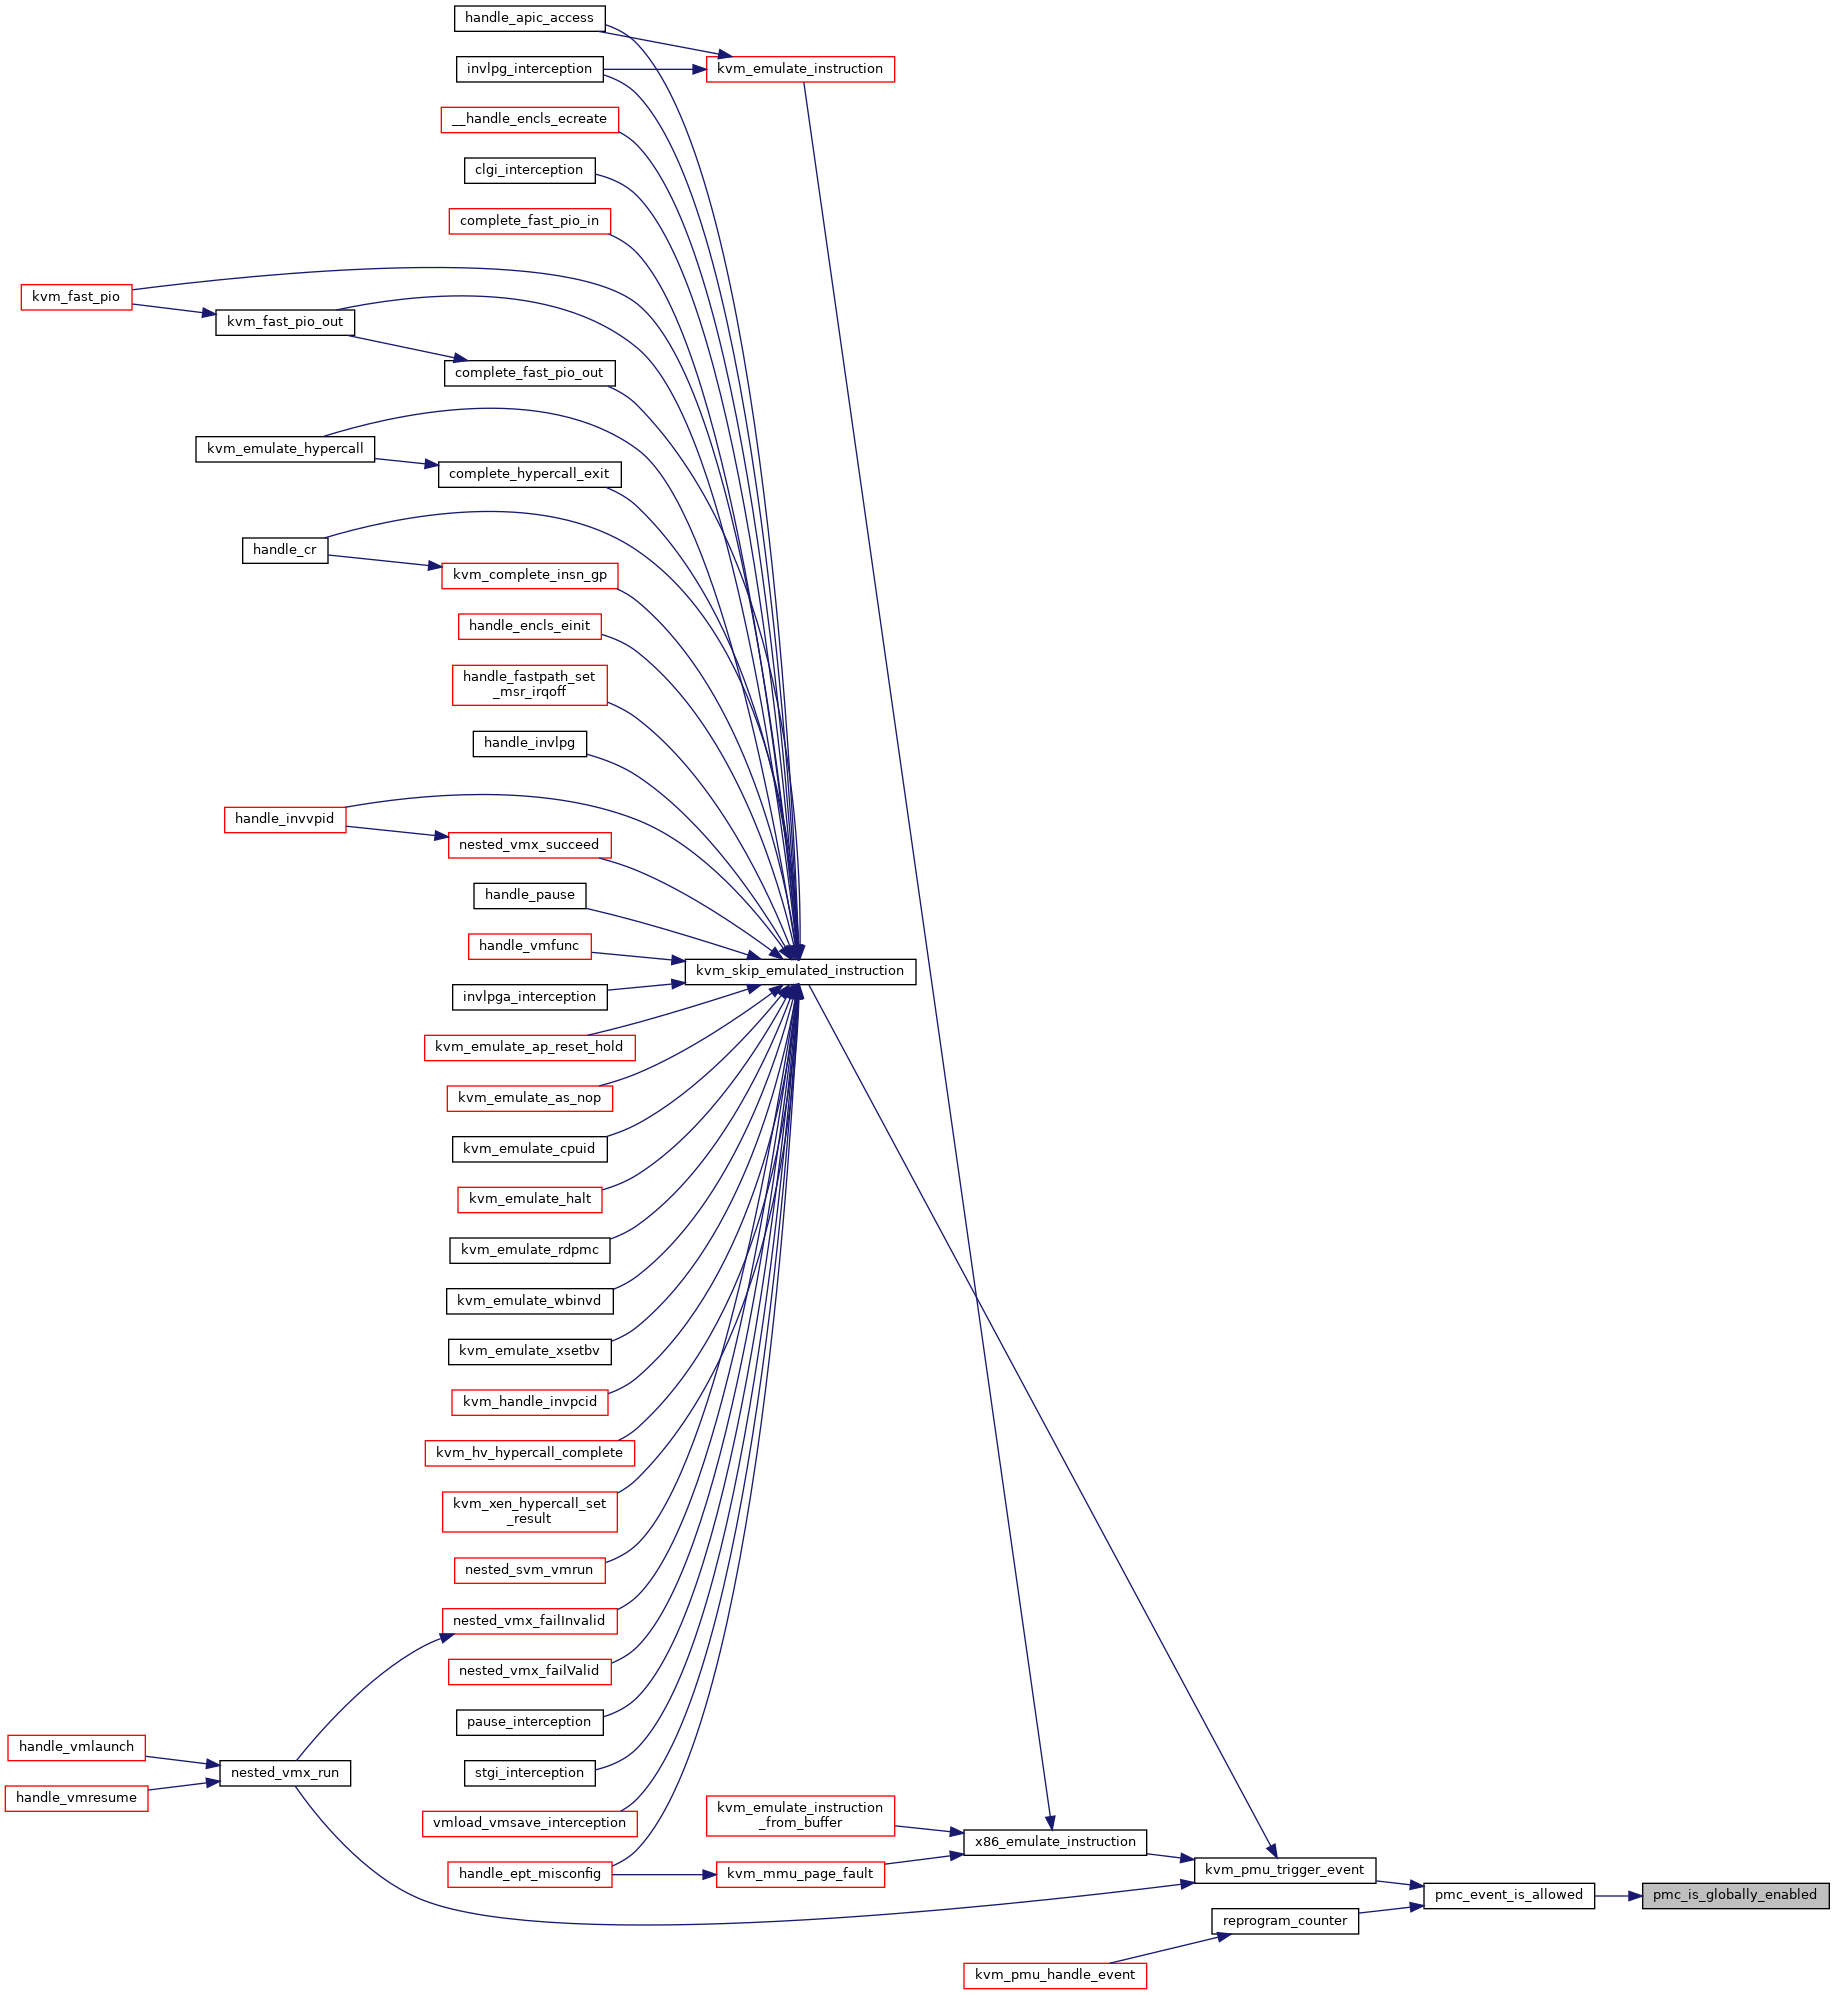 handle_apic_access
invlpg_interception
kvm_emulate_instruction
__handle_encls_ecreate
clgi_interception
complete_fast_pio_in
kvm_fast_pio
kvm_fast_pio_out
complete_fast_pio_out
kvm_emulate_hypercall
complete_hypercall_exit
handle_cr
kvm_complete_insn_gp
handle_encls_einit
handle_fastpath_set
_msr_irqoff
handle_invlpg
handle_invvpid
nested_vmx_succeed
handle_pause
handle_vmfunc
kvm_skip_emulated_instruction
invlpga_interception
kvm_emulate_ap_reset_hold
kvm_emulate_as_nop
kvm_emulate_cpuid
kvm_emulate_halt
kvm_emulate_rdpmc
kvm_emulate_wbinvd
kvm_emulate_xsetbv
kvm_handle_invpcid
kvm_hv_hypercall_complete
kvm_xen_hypercall_set
_result
nested_svm_vmrun
nested_vmx_failInvalid
nested_vmx_failValid
pause_interception
handle_vmlaunch
nested_vmx_run
stgi_interception
handle_vmresume
kvm_emulate_instruction
_from_buffer
vmload_vmsave_interception
x86_emulate_instruction
handle_ept_misconfig
kvm_mmu_page_fault
kvm_pmu_trigger_event
pmc_event_is_allowed
pmc_is_globally_enabled
reprogram_counter
kvm_pmu_handle_event